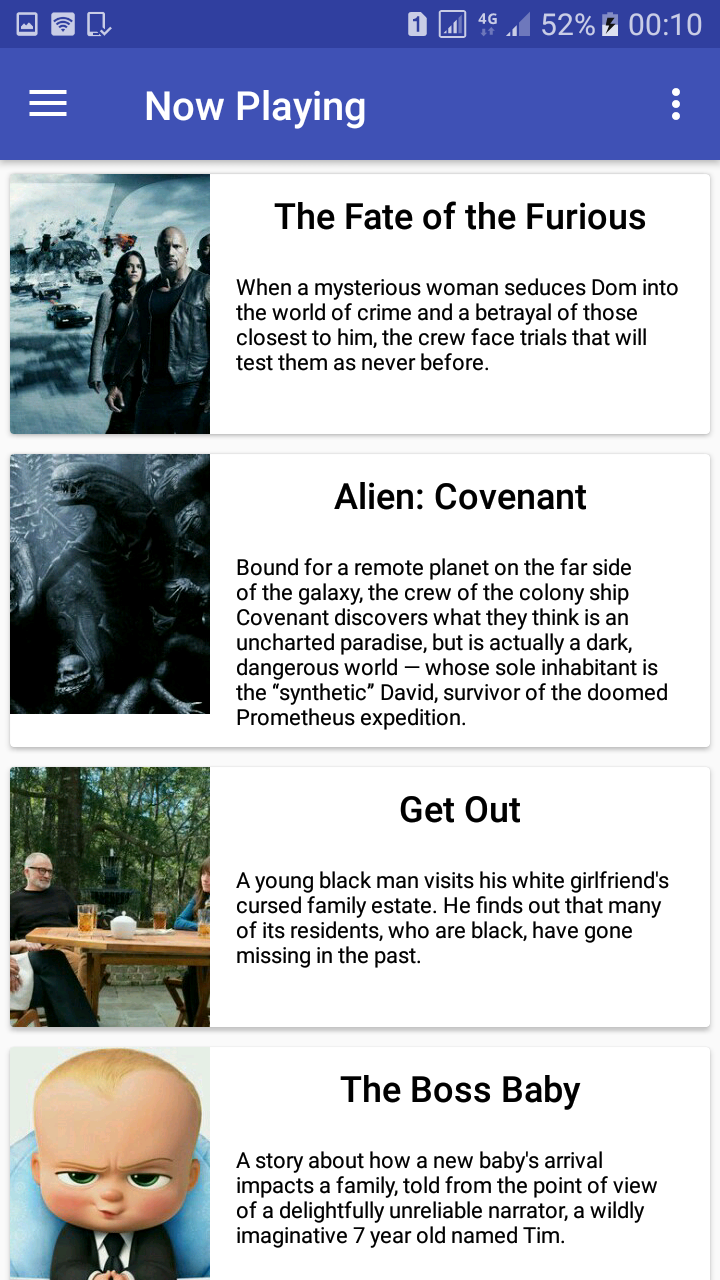 1 4G 52% 00:10
Now Playing
The Fate of the Furious
When a mysterious woman seduces Dom into
the world of crime and a betrayal of those
closest to him, the crew face trials that will
test them as never before.
Alien: Covenant
Bound for a remote planet on the far side
of the galaxy, the crew of the colony ship
Covenant discovers what they think is an
uncharted paradise, but is actually a dark,
dangerous world — whose sole inhabitant is
the “synthetic” David, survivor of the doomed
Prometheus expedition.
Get Out
A young black man visits his white girlfriend's
cursed family estate. He finds out that many
of its residents, who are black, have gone
missing in the past.
The Boss Baby
A story about how a new baby's arrival
impacts a family, told from the point of view
of a delightfully unreliable narrator, a wildly
imaginative 7 year old named Tim.